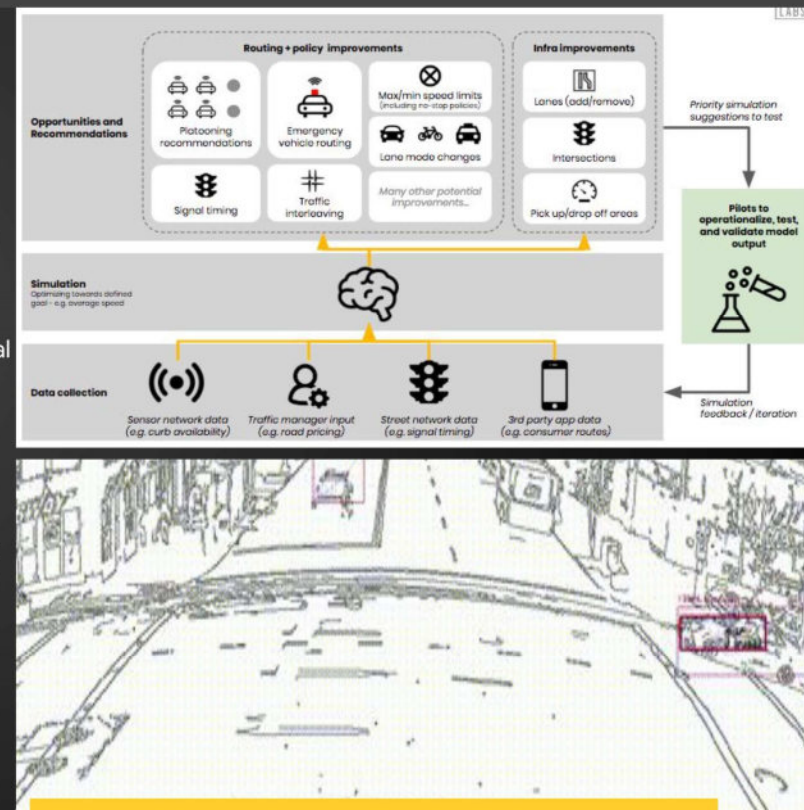 LABS
Routing + policy improvements
Infra improvements
Opportunities and
Recommendations
Platooning
recommendations
Emergency
vehicle routing
Max/min speed limits
(including no-stop policies)
Lane mode changes
Signal timing
Traffic
interleaving
Many other potential
improvements...
Lanes (add/remove)
Intersections
Pick up/drop off areas
Priority simulation
suggestions to test
Pilots to
operationalize, test,
and validate model
output
Simulation
Optimizing towards defined
goal - e.g. average speed
al
Data collection
Sensor network data
(e.g. curb availability)
Traffic manager input
(e.g. road pricing)
Street network data
(e.g. signal timing)
3rd party app data
(e.g. consumer routes)
Simulation
feedback / iteration